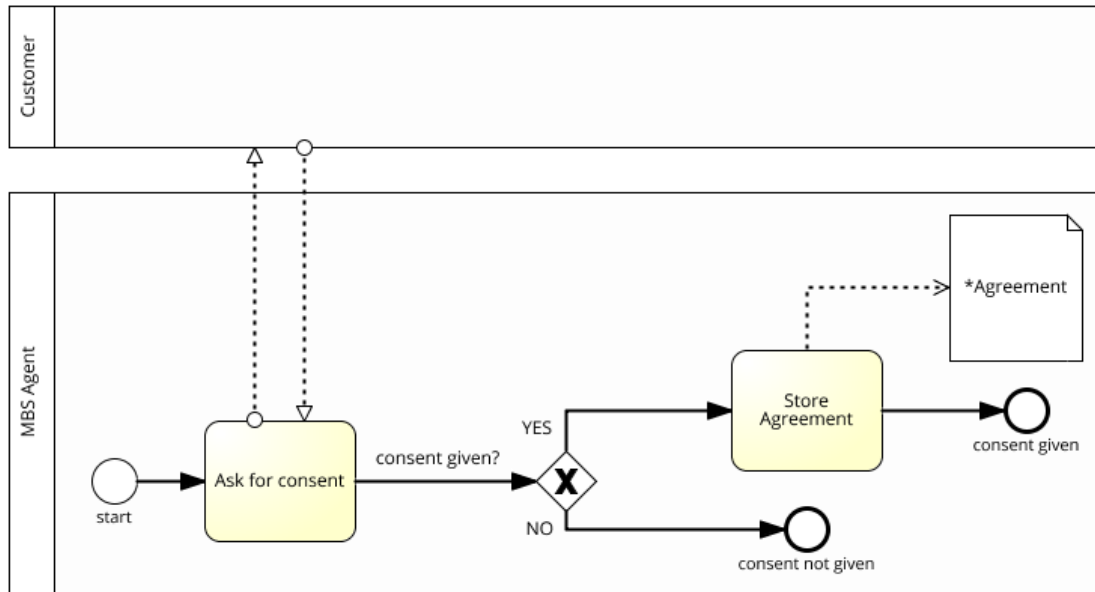 Customer
MBS Agent
start
Ask for consent
consent given?
YES
NO
Store
Agreement
*Agreement
consent given
consent not given